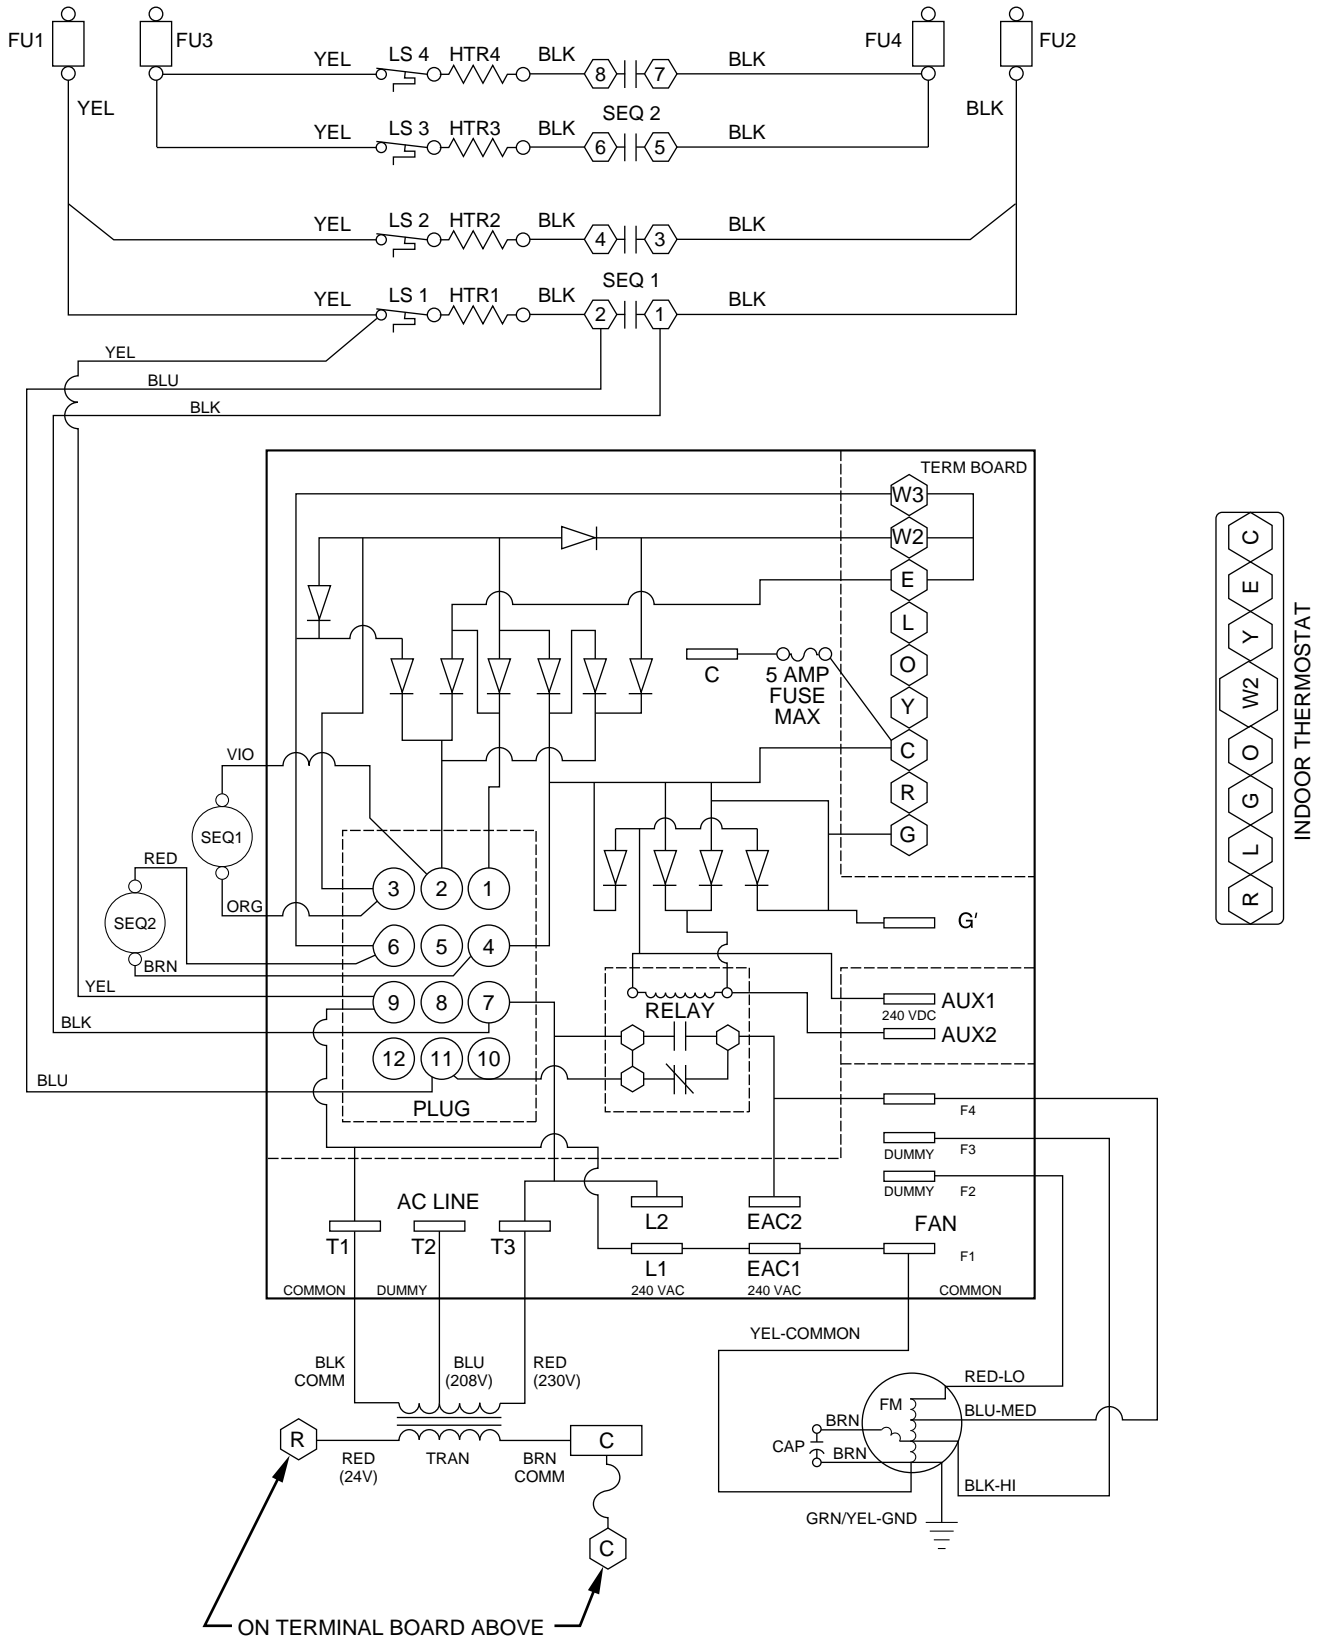 FU1
FU3
FU4
FU2
YEL
LS 4
HTR4
BLK
8
7
BLK
YEL
BLK
SEQ 2
YEL
LS 3
HTR3
BLK
6
5
BLK
YEL
LS 2
HTR2
BLK
4
3
BLK
SEQ 1
YEL
LS 1
HTR1
BLK
2
1
BLK
YEL
BLU
BLK
TERM BOARD
W3
W2
E
L
O
Y
C
R
G
C
5 AMP
FUSE
MAX
VIO
SEQ1
RED
ORG
SEQ2
BRN
YEL
BLK
BLU
3
2
1
6
5
4
9
8
7
12
11
10
PLUG
RELAY
G'
AUX1
240 VDC
AUX2
F4
F3
DUMMY
DUMMY
F2
FAN
F1
COMMON
AC LINE
T1
T2
T3
L2
EAC2
L1
EAC1
240 VAC
240 VAC
COMMON
DUMMY
BLK
COMM
BLU
(208V)
RED
(230V)
R
RED
(24V)
TRAN
BRN
COMM
C
C
ON TERMINAL BOARD ABOVE
YEL-COMMON
RED-LO
FM
BLU-MED
BRN
CAP
BRN
BLK-HI
GRN/YEL-GND
R
L
G
O
W2
Y
E
C
INDOOR THERMOSTAT